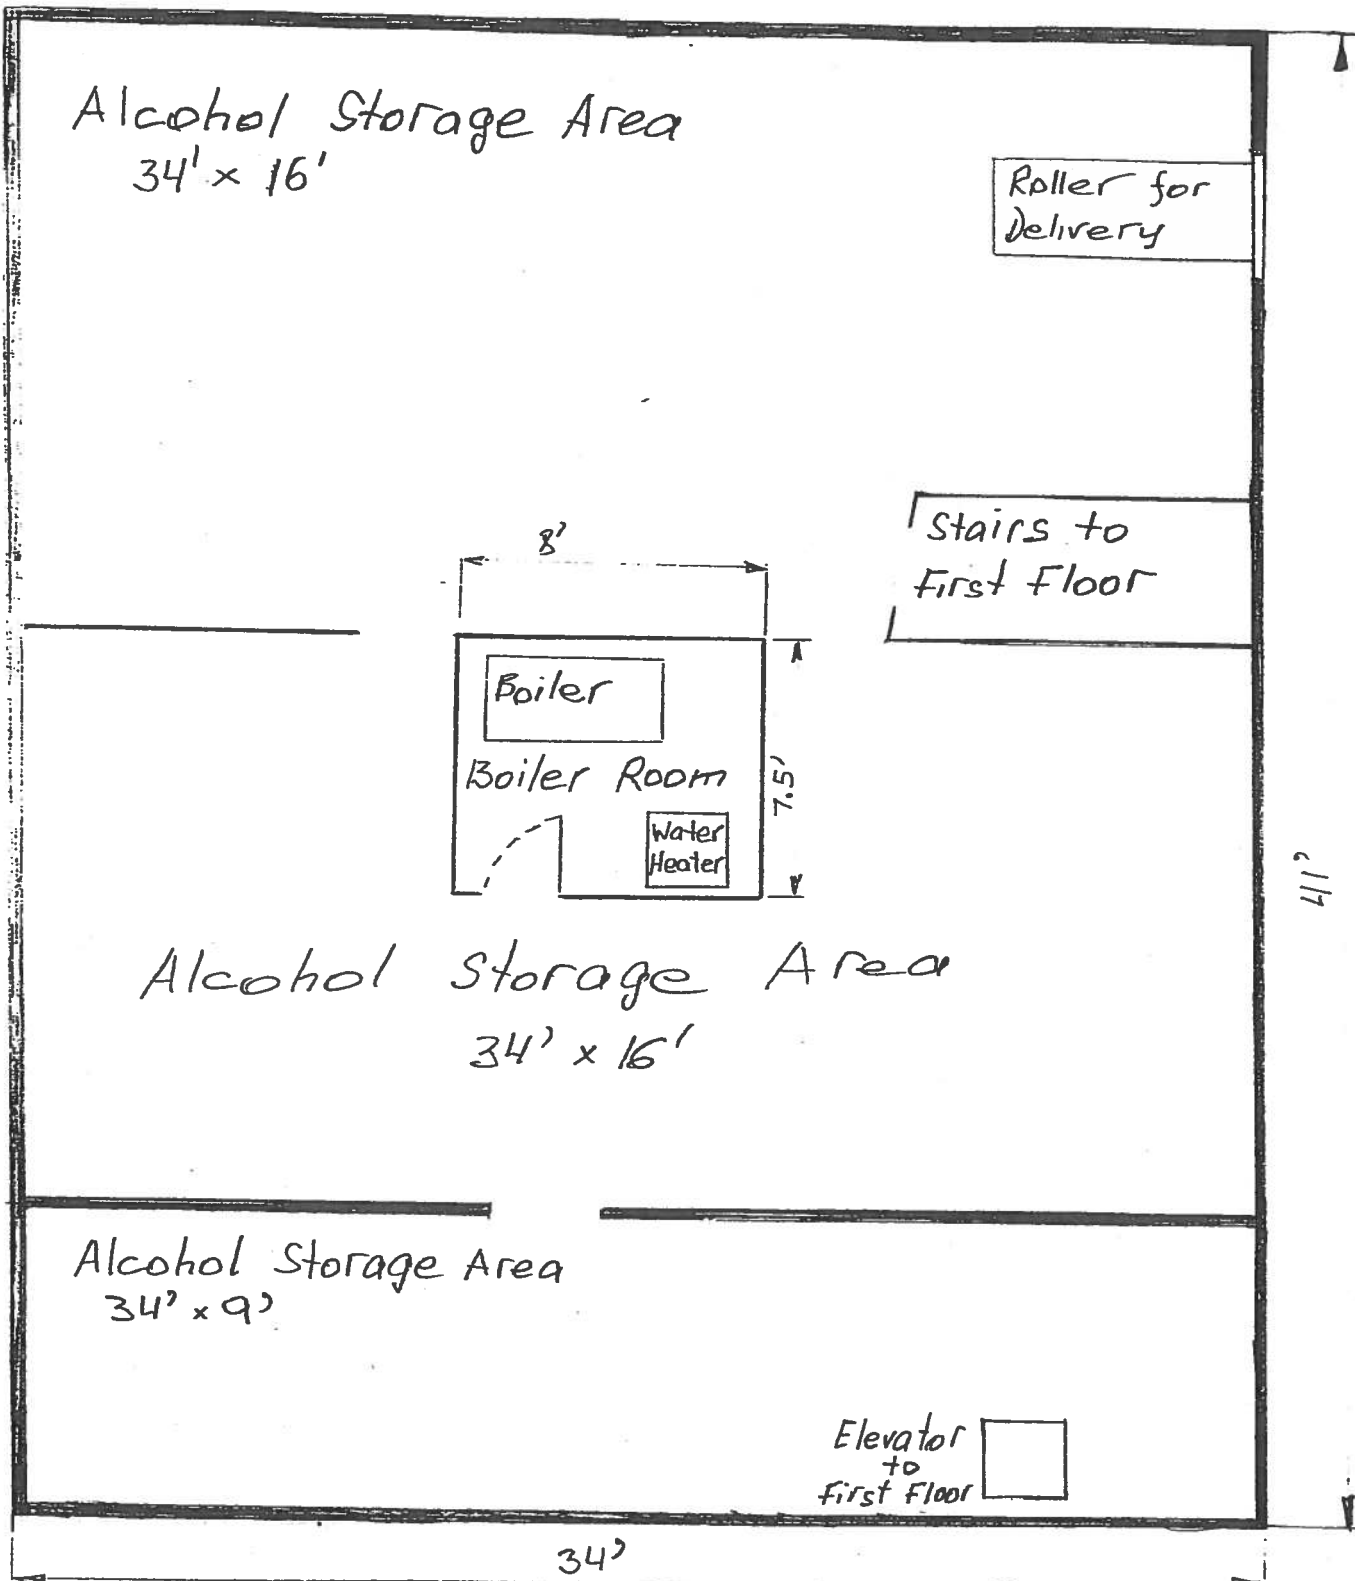 Alcohol Storage Area
34' x 16'
Roller for
Delivery
8'
Stairs to
First Floor
Boiler
Boiler Room
7.5'
Water
Heater
41'
Alcohol Storage Area
34' x 16'
Alcohol Storage Area
34' x 9'
Elevator
to
First Floor
34'